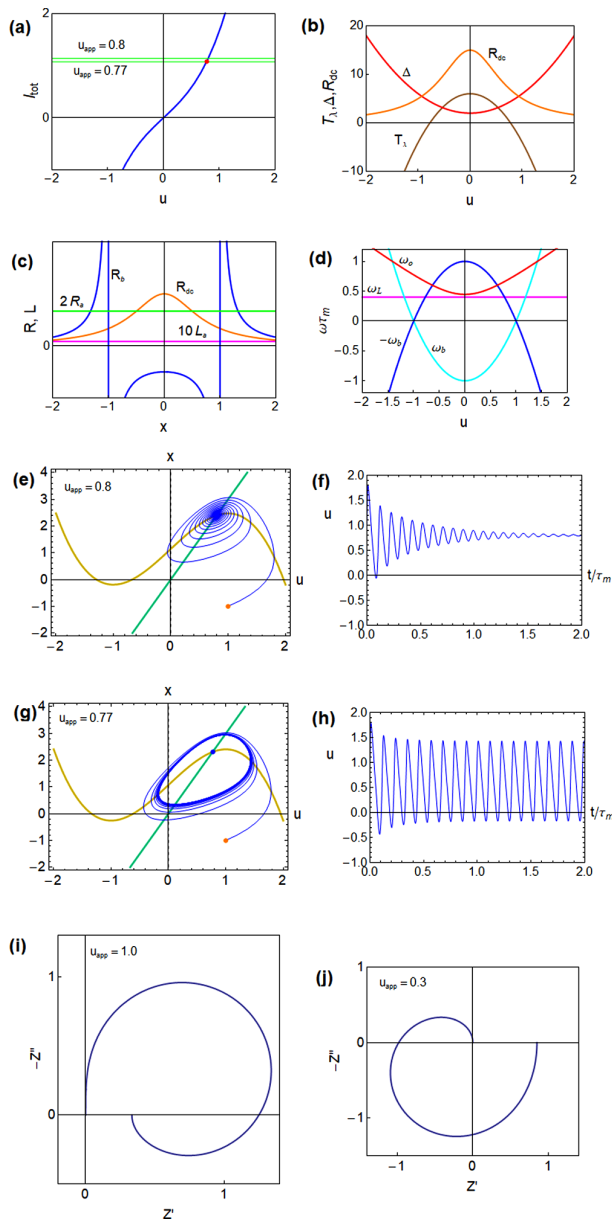 (a)
2
u_app = 0.8
u_app = 0.77
I_tot
0
−2 −1 0 1 2
u
(b)
20
15
10
0
−10
Δ
R_dc
T_λ
T_λ, Δ, R_dc
−2 −1 0 1 2
u
(c)
R_b
R_dc
2 R_a
10 L_a
R, L
0
−2 −1 0 1 2
x
(d)
ω_o
ω_L
−ω_b
ω_b
ωτ_m
1
0.5
0
−0.5
−1
−2 −1.5 −1 −0.5 0 0.5 1 1.5 2
u
(e)
x
u_app = 0.8
4
3
2
1
0
−1
−2
u
−2 −1 0 1 2
(f)
2.0
1.5
u
1.0
0.5
0.0
−0.5
−1.0
t/τ_m
0.0 0.5 1.0 1.5 2.0
(g)
x
u_app = 0.77
4
3
2
1
0
−1
−2
u
−2 −1 0 1 2
(h)
2.0
1.5
u
1.0
0.5
0.0
−0.5
−1.0
t/τ_m
0.0 0.5 1.0 1.5 2.0
(i)
u_app = 1.0
1
−Z''
0
0 1
Z'
(j)
u_app = 0.3
1
−Z''
0
−1
−1 0 1
Z'